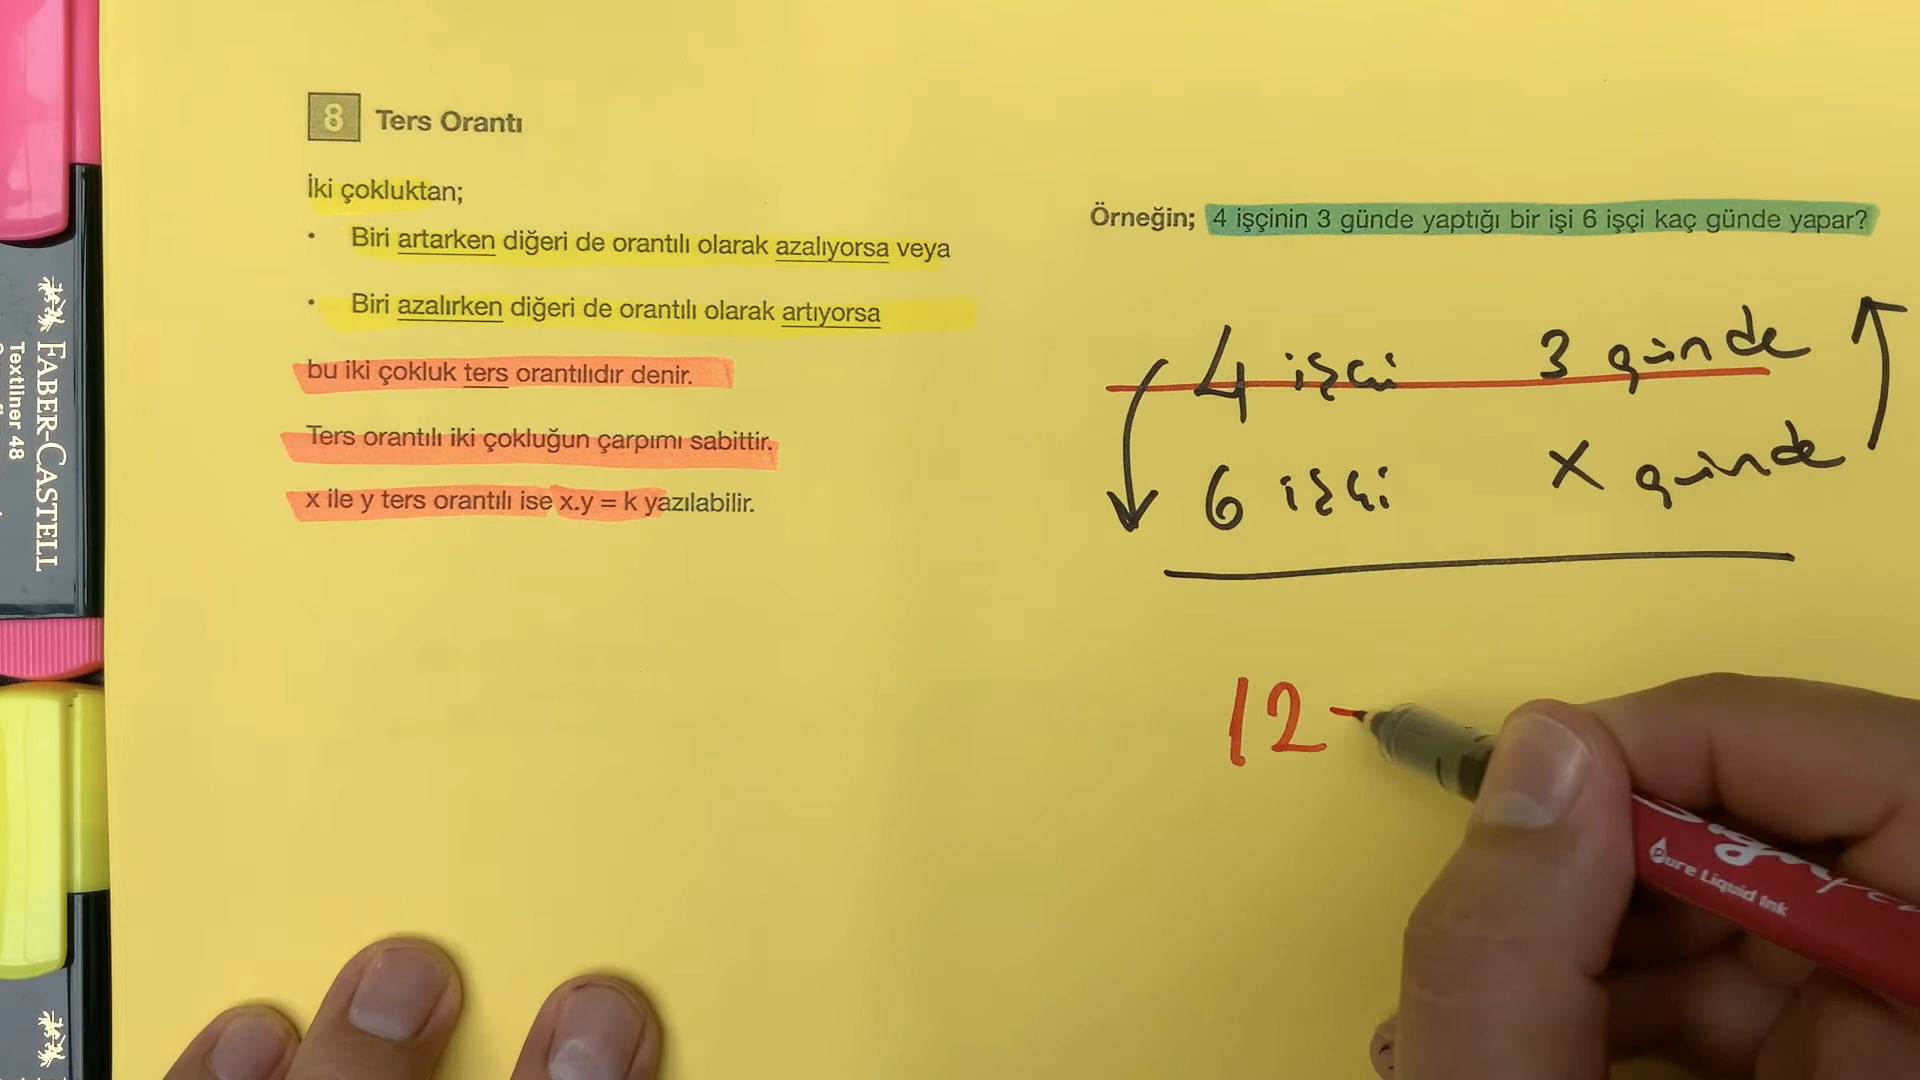 8 Ters Orantı
İki çokluktan;
• Biri artarken diğeri de orantılı olarak azalıyorsa veya
• Biri azalırken diğeri de orantılı olarak artıyorsa
bu iki çokluk ters orantılıdır denir.
Ters orantılı iki çokluğun çarpımı sabittir.
x ile y ters orantılı ise x.y = k yazılabilir.
Örneğin; 4 işçinin 3 günde yaptığı bir işi 6 işçi kaç günde yapar?
4 işçi 3 günde
6 işçi x günde
12
FABER-CASTELL
Textliner 48
Pure Liquid Ink